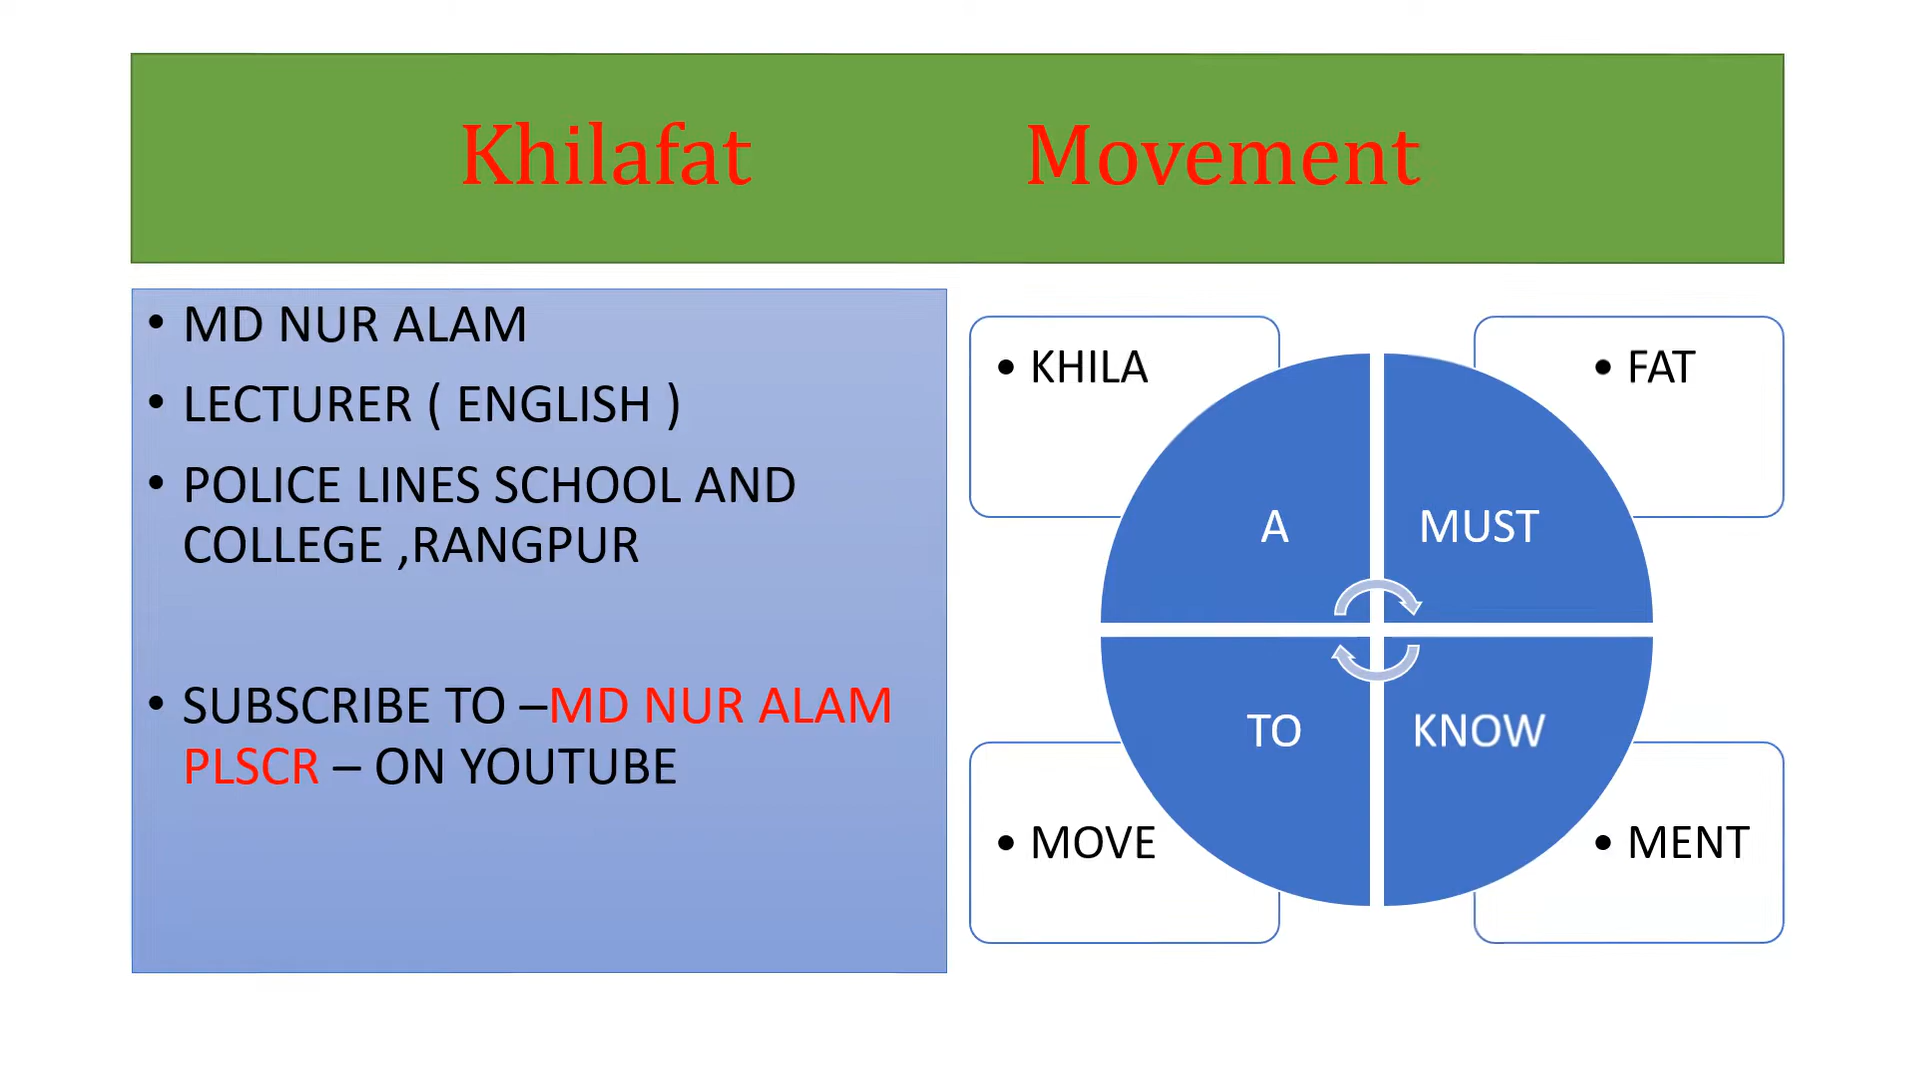 Khilafat Movement
• MD NUR ALAM
• LECTURER ( ENGLISH )
• POLICE LINES SCHOOL AND
COLLEGE ,RANGPUR
• SUBSCRIBE TO –MD NUR ALAM
PLSCR – ON YOUTUBE
• KHILA
• FAT
A MUST
TO KNOW
• MOVE
• MENT